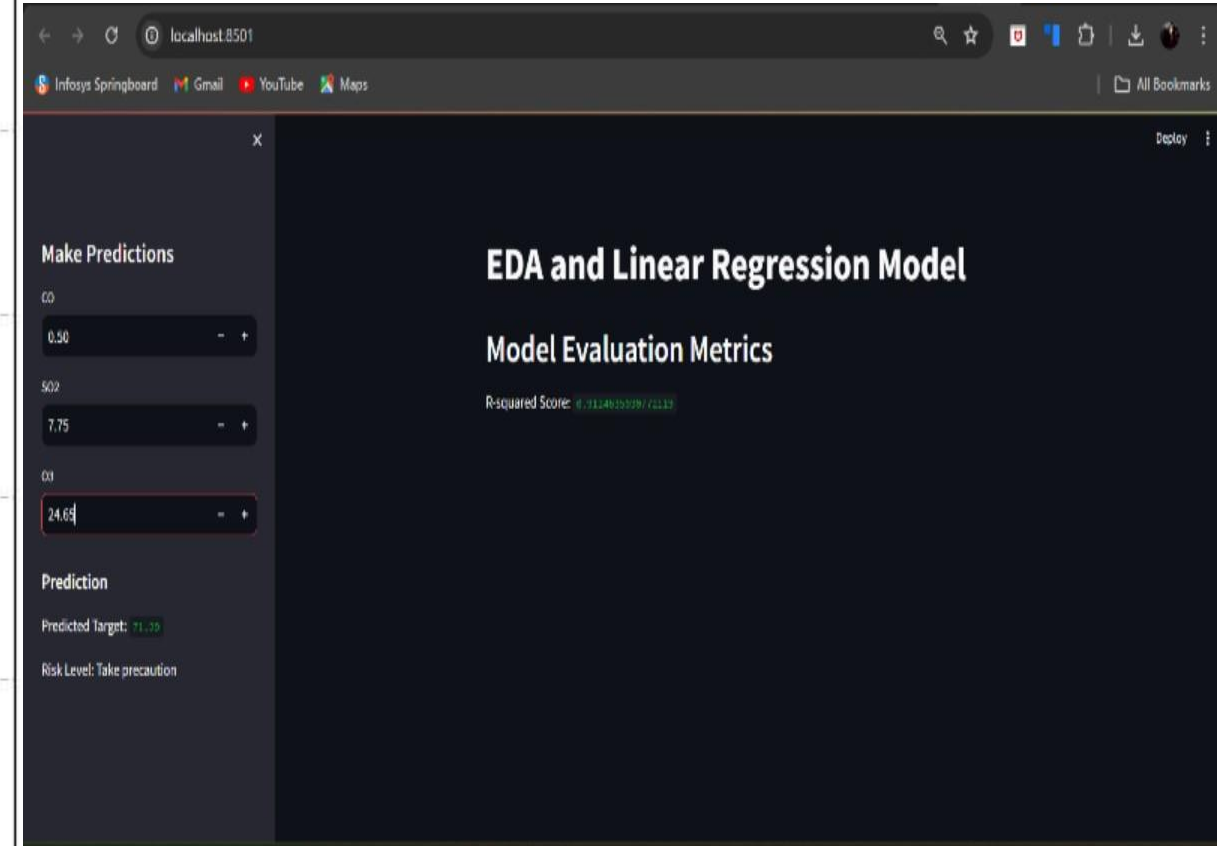 localhost:8501
Infosys Springboard Gmail YouTube Maps All Bookmarks
Deploy
Make Predictions
CO
0.50
SO2
7.75
O3
24.65
Prediction
Predicted Target:
Risk Level: Take precaution
EDA and Linear Regression Model
Model Evaluation Metrics
R-squared Score: